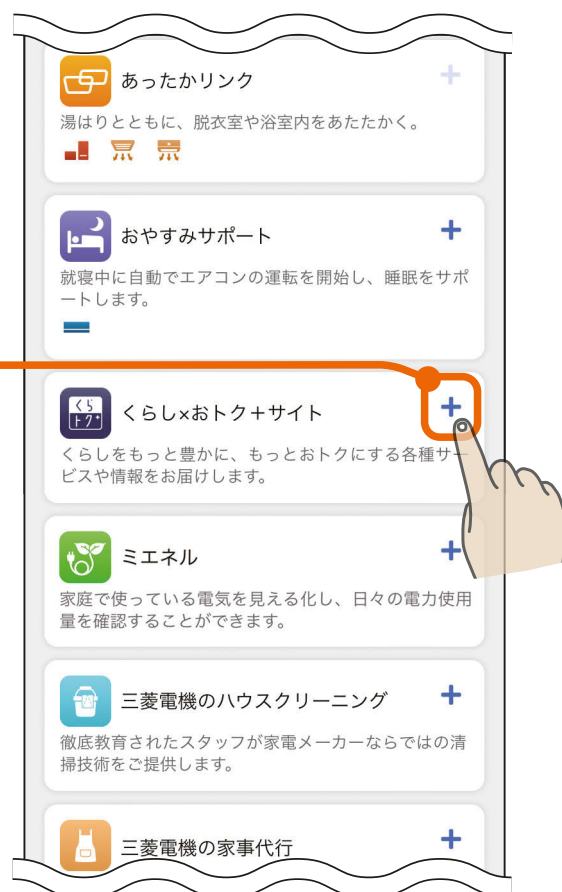 あったかリンク
湯はりとともに、脱衣室や浴室内をあたたかく。
おやすみサポート
就寝中に自動でエアコンの運転を開始し、睡眠をサポ
ートします。
くらトク+
くらし×おトク+サイト
くらしをもっと豊かに、もっとおトクにする各種サー
ビスや情報をお届けします。
ミエネル
家庭で使っている電気を見える化し、日々の電力使用
量を確認することができます。
三菱電機のハウスクリーニング
徹底教育されたスタッフが家電メーカーならではの清
掃技術をご提供します。
三菱電機の家事代行